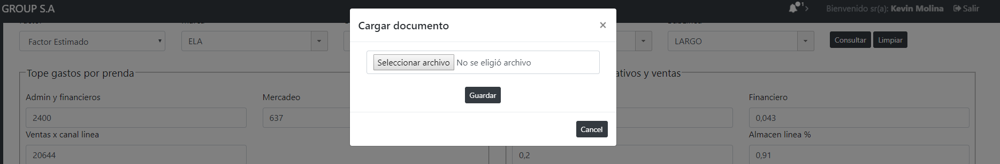 GROUP S.A
1
Bienvenido sr(a): Kevin Molina
Salir
Cargar documento
×
Factor Estimado
ELA
LARGO
Consultar
Limpiar
Seleccionar archivo No se eligió archivo
Guardar
Cancel
Tope gastos por prenda
Admin y financieros
2400
Mercadeo
637
Ventas x canal linea
20644
ativos y ventas
Financiero
0,043
Almacen linea %
0,2
0,91